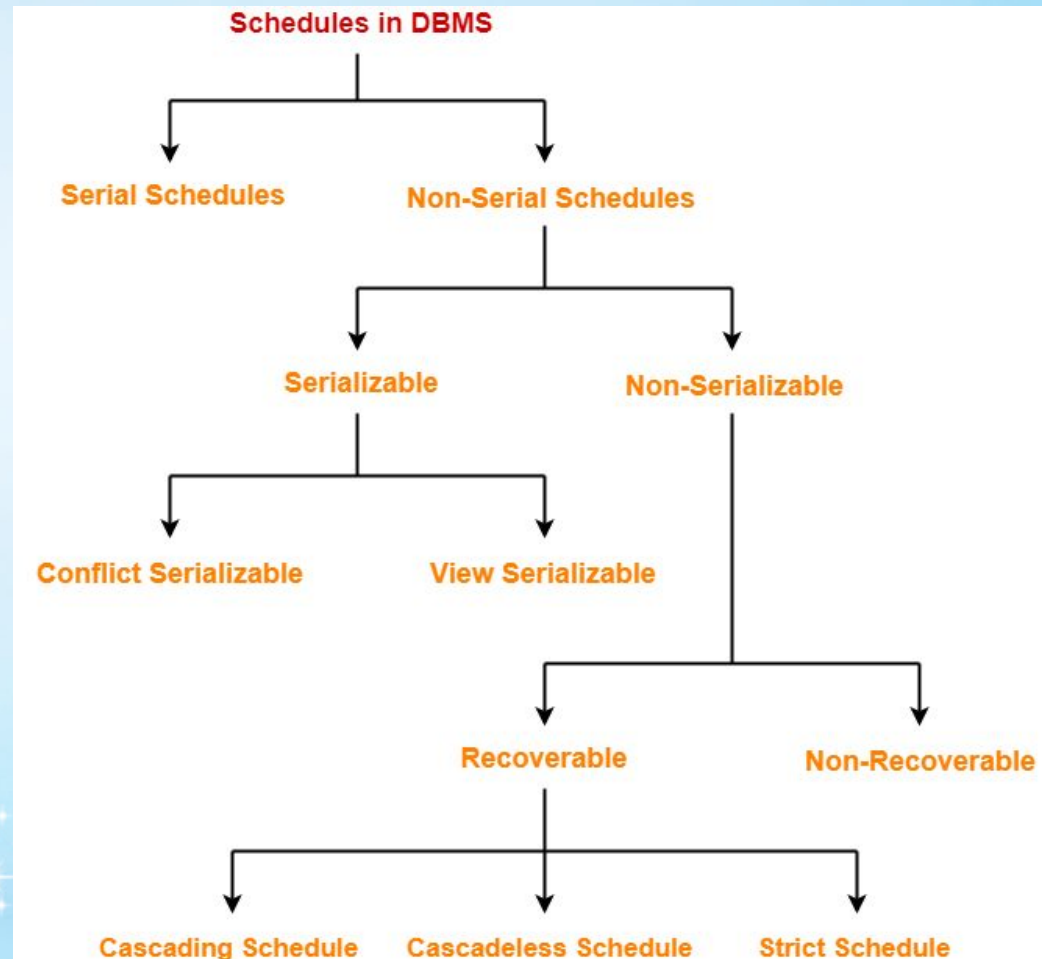 Schedules in DBMS
Serial Schedules
Non-Serial Schedules
Serializable
Non-Serializable
Conflict Serializable
View Serializable
Recoverable
Non-Recoverable
Cascading Schedule
Cascadeless Schedule
Strict Schedule